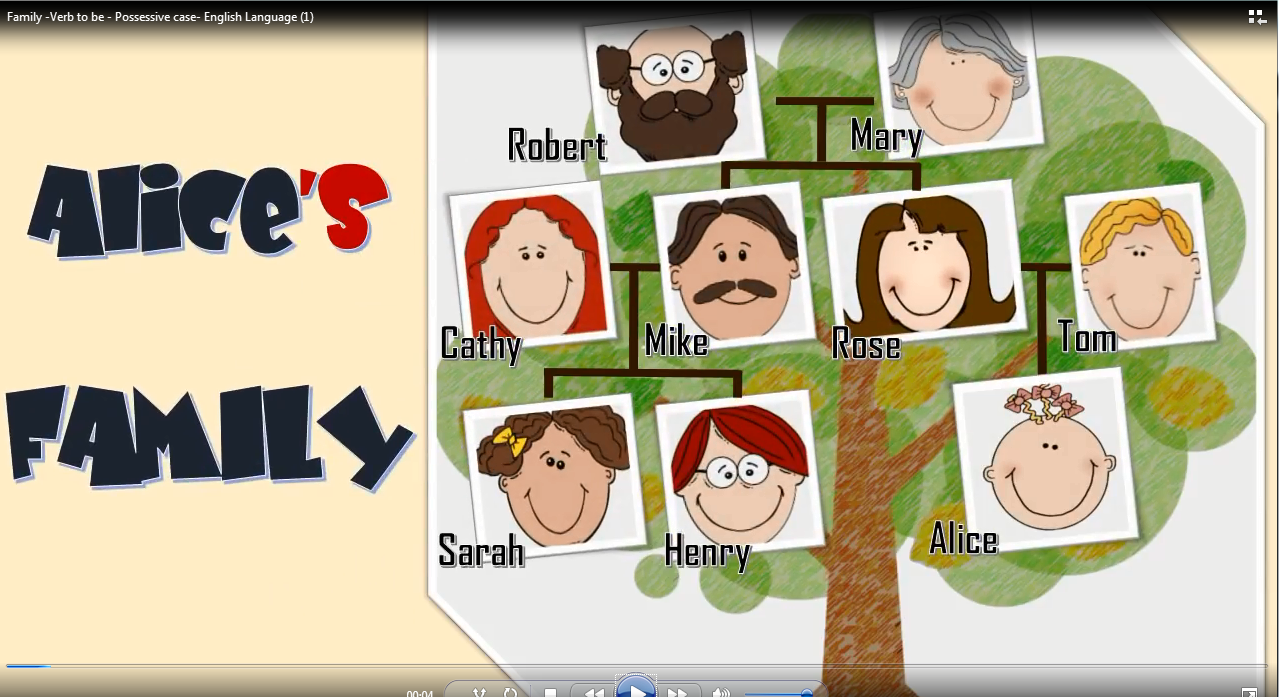 Family -Verb to be - Possessive case- English Language (1)
Alice's
FAMILY
Robert
Mary
Cathy
Mike
Rose
Tom
Sarah
Henry
Alice
00:04